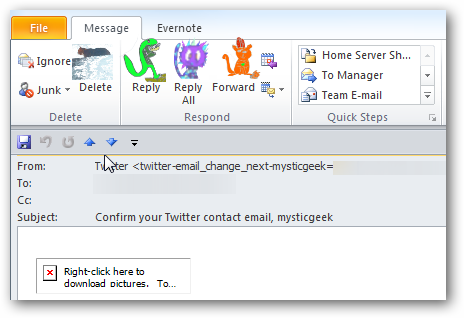 File Message Evernote
Ignore
Junk
Delete
Reply
Reply
All
Forward
Home Server Sh...
To Manager
Team E-mail
Delete Respond Quick Steps
From: Twitter <twitter-email_change_next-mysticgeek=
To:
Cc:
Subject: Confirm your Twitter contact email, mysticgeek
Right-click here to
download pictures. To...